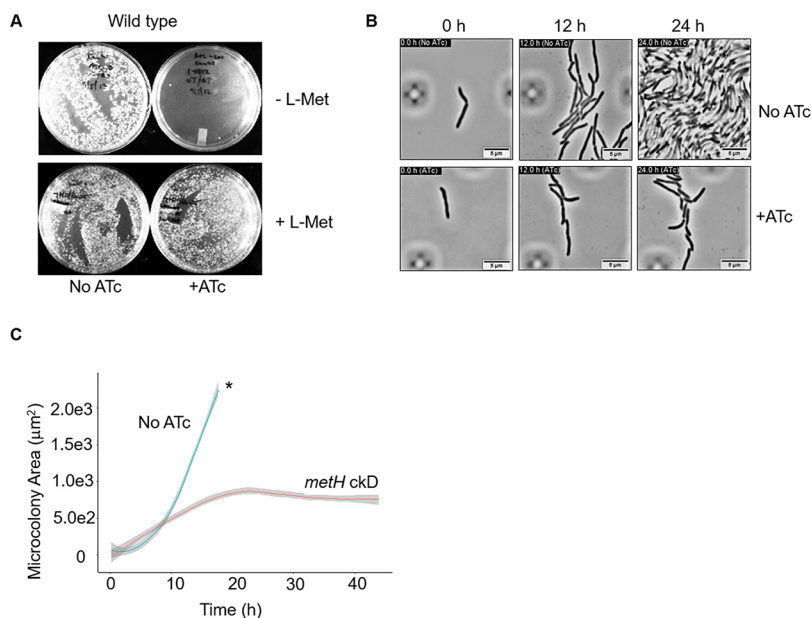 A
Wild type
- L-Met
+ L-Met
No ATc
+ATc
B
0 h
12 h
24 h
0.0 h (No ATc)
12.0 h (No ATc)
24.0 h (No ATc)
5 µm
5 µm
5 µm
No ATc
0.0 h (ATc)
12.0 h (ATc)
24.0 h (ATc)
5 µm
5 µm
5 µm
+ATc
C
Microcolony Area (µm²)
2.0e3
1.5e3
1.0e3
5.0e2
0
No ATc
*
metH ckD
0 10 20 30 40
Time (h)